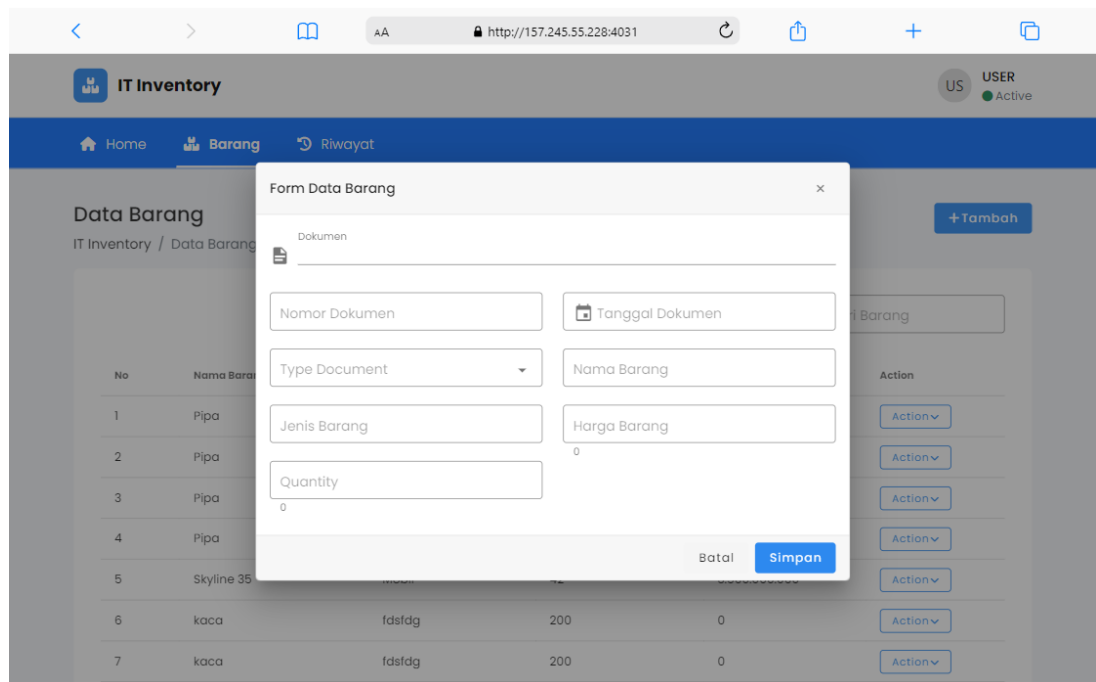 AA http://157.245.55.228:4031
IT Inventory
US USER
Active
Home Barang Riwayat
Form Data Barang ×
Data Barang
+Tambah
IT Inventory / Data Barang
Dokumen
Nomor Dokumen Tanggal Dokumen
i Barang
Type Document Nama Barang
No Nama Bara Action
Jenis Barang Harga Barang
1 Pipa Action
0
2 Pipa Action
Quantity
0
3 Pipa Action
4 Pipa Action
Batal Simpan
5 Skyline 35 Action
6 kaca fdsfdg 200 0 Action
7 kaca fdsfdg 200 0 Action